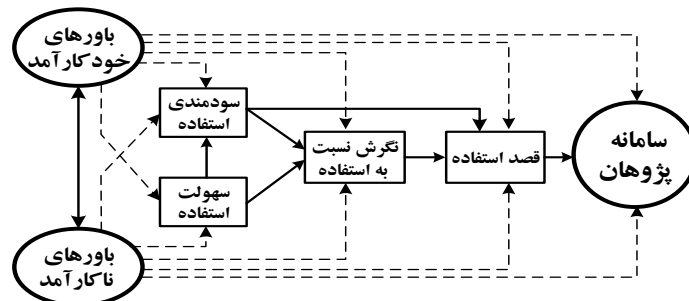 باورهای
خودکارآمد
سودمندی
استفاده
سهولت
استفاده
نگرش نسبت
به استفاده
قصد استفاده
سامانه
پژوهان
باورهای
ناکارآمد